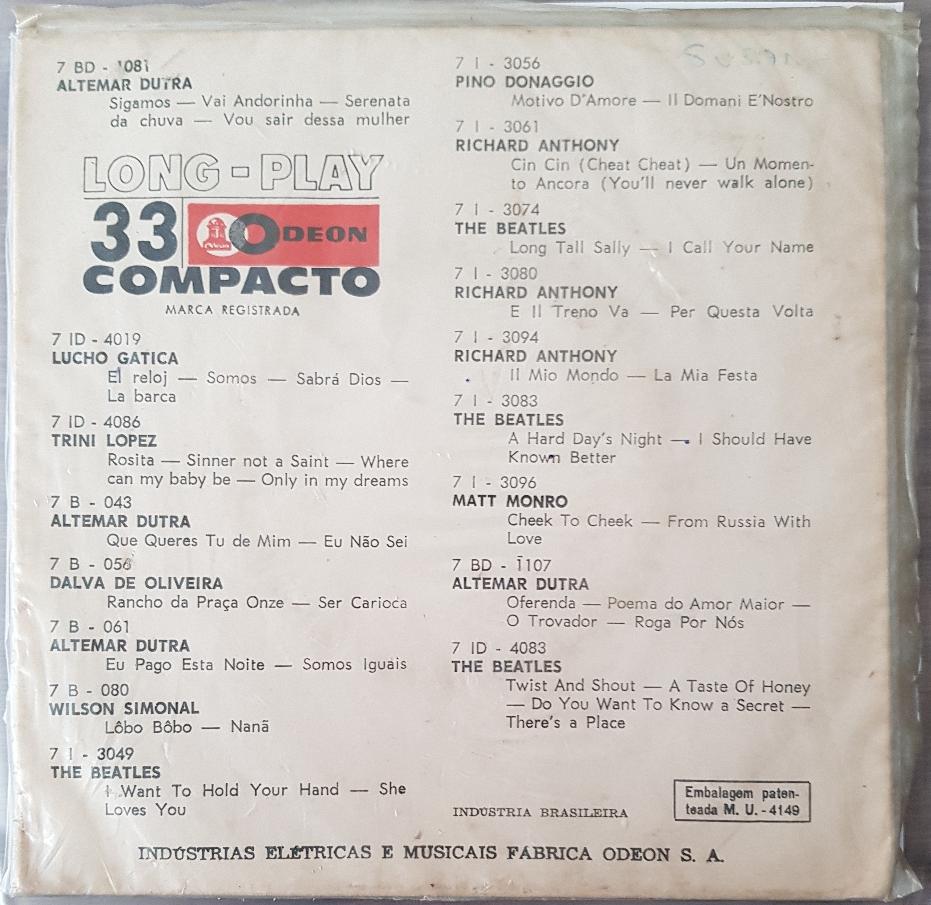 7 BD - 1081
ALTEMAR DUTRA
Sigamos — Vai Andorinha — Serenata
da chuva — Vou sair dessa mulher
LONG - PLAY
33 ODEON
COMPACTO
MARCA REGISTRADA
7 ID - 4019
LUCHO GATICA
El reloj — Somos — Sabrá Dios —
La barca
7 ID - 4086
TRINI LOPEZ
Rosita — Sinner not a Saint — Where
can my baby be — Only in my dreams
7 B - 043
ALTEMAR DUTRA
Que Queres Tu de Mim — Eu Não Sei
7 B - 056
DALVA DE OLIVEIRA
Rancho da Praça Onze — Ser Carioca
7 B - 061
ALTEMAR DUTRA
Eu Pago Esta Noite — Somos Iguais
7 B - 080
WILSON SIMONAL
Lôbo Bôbo — Nanã
7 I - 3049
THE BEATLES
I Want To Hold Your Hand — She
Loves You
7 I - 3056
PINO DONAGGIO
Motivo D'Amore — Il Domani E'Nostro
7 I - 3061
RICHARD ANTHONY
Cin Cin (Cheat Cheat) — Un Momen-
to Ancora (You'll never walk alone)
7 I - 3074
THE BEATLES
Long Tall Sally — I Call Your Name
7 I - 3080
RICHARD ANTHONY
E Il Treno Va — Per Questa Volta
7 I - 3094
RICHARD ANTHONY
Il Mio Mondo — La Mia Festa
7 I - 3083
THE BEATLES
A Hard Day's Night — I Should Have
Known Better
7 I - 3096
MATT MONRO
Cheek To Cheek — From Russia With
Love
7 BD - 1107
ALTEMAR DUTRA
Oferenda — Poema do Amor Maior —
O Trovador — Roga Por Nós
7 ID - 4083
THE BEATLES
Twist And Shout — A Taste Of Honey
— Do You Want To Know a Secret —
There's a Place
INDÚSTRIA BRASILEIRA
Embalagem paten-
teada M. U. - 4149
INDÚSTRIAS ELÉTRICAS E MUSICAIS FÁBRICA ODEON S. A.